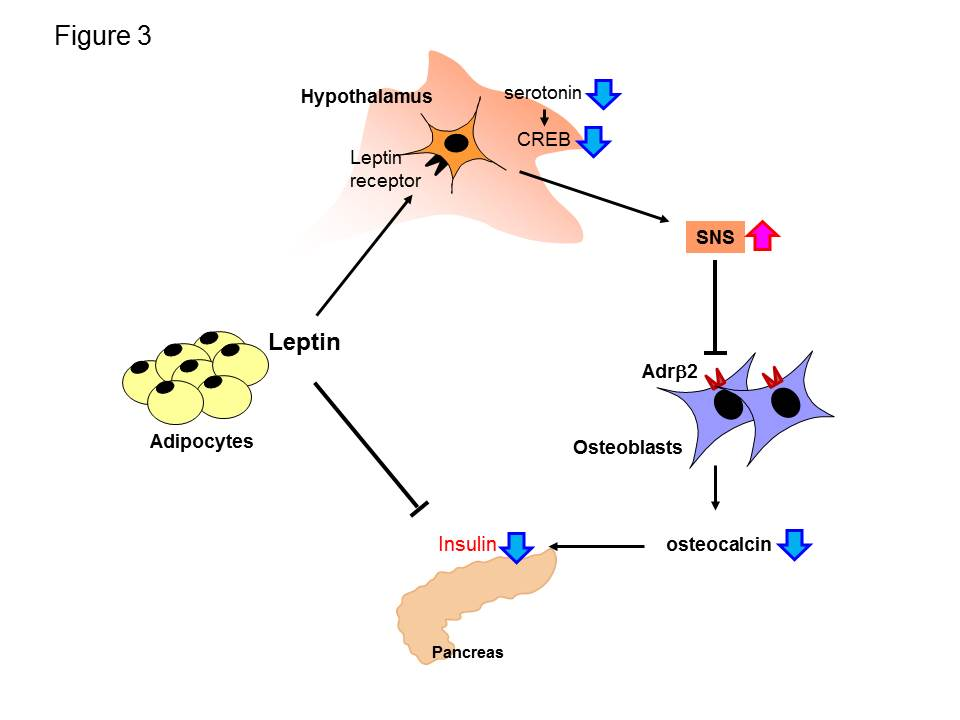 Figure 3
Hypothalamus
serotonin
CREB
Leptin
receptor
SNS
Leptin
Adrβ2
Adipocytes
Osteoblasts
Insulin
osteocalcin
Pancreas